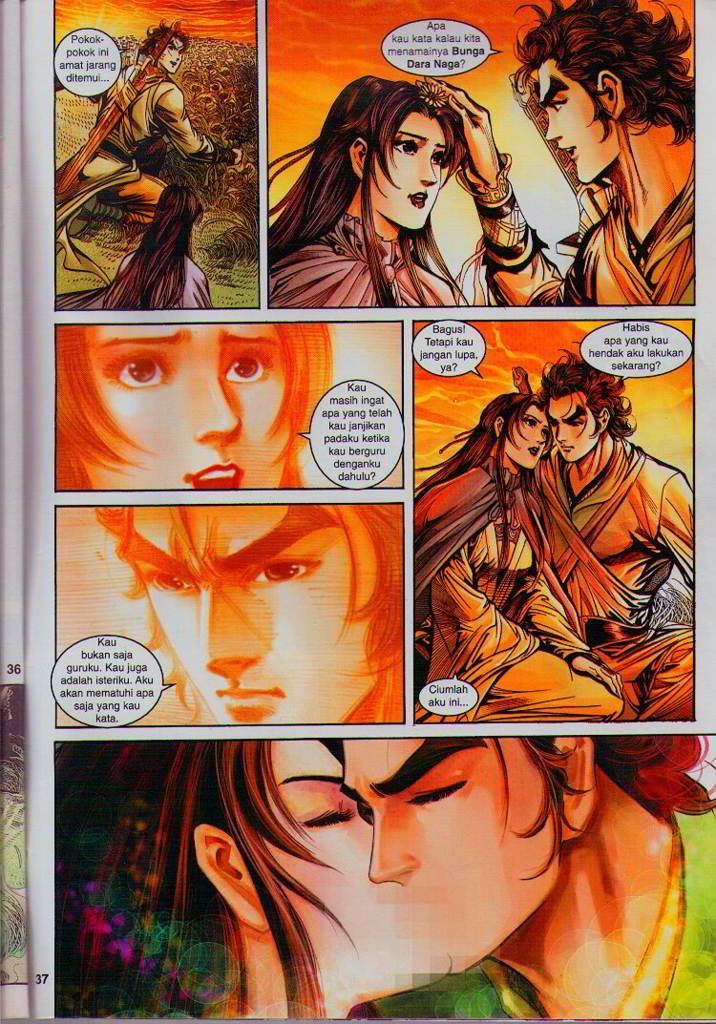 Pokok-
pokok ini
amat jarang
ditemui...
Apa
kau kata kalau kita
menamainya Bunga
Dara Naga?
Kau
masih ingat
apa yang telah
kau janjikan
padaku ketika
kau berguru
denganku
dahulu?
Bagus!
Tetapi kau
jangan lupa,
ya?
Habis
apa yang kau
hendak aku lakukan
sekarang?
Kau
bukan saja
guruku. Kau juga
adalah isteriku. Aku
akan mematuhi apa
saja yang kau
kata.
Ciumlah
aku ini...
36
37